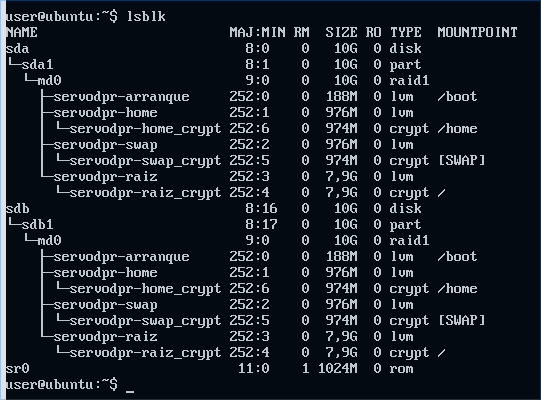 user@ubuntu:~$ lsblk
NAME                          MAJ:MIN RM   SIZE RO TYPE  MOUNTPOINT
sda                             8:0    0    10G  0 disk
└─sda1                          8:1    0    10G  0 part
  └─md0                         9:0    0    10G  0 raid1
    ├─servodpr-arranque       252:0    0   188M  0 lvm   /boot
    ├─servodpr-home           252:1    0   976M  0 lvm
    │ └─servodpr-home_crypt   252:6    0   974M  0 crypt /home
    ├─servodpr-swap           252:2    0   976M  0 lvm
    │ └─servodpr-swap_crypt   252:5    0   974M  0 crypt [SWAP]
    └─servodpr-raiz           252:3    0   7,9G  0 lvm
      └─servodpr-raiz_crypt   252:4    0   7,9G  0 crypt /
sdb                             8:16   0    10G  0 disk
└─sdb1                          8:17   0    10G  0 part
  └─md0                         9:0    0    10G  0 raid1
    ├─servodpr-arranque       252:0    0   188M  0 lvm   /boot
    ├─servodpr-home           252:1    0   976M  0 lvm
    │ └─servodpr-home_crypt   252:6    0   974M  0 crypt /home
    ├─servodpr-swap           252:2    0   976M  0 lvm
    │ └─servodpr-swap_crypt   252:5    0   974M  0 crypt [SWAP]
    └─servodpr-raiz           252:3    0   7,9G  0 lvm
      └─servodpr-raiz_crypt   252:4    0   7,9G  0 crypt /
sr0                            11:0    1  1024M  0 rom
user@ubuntu:~$ _